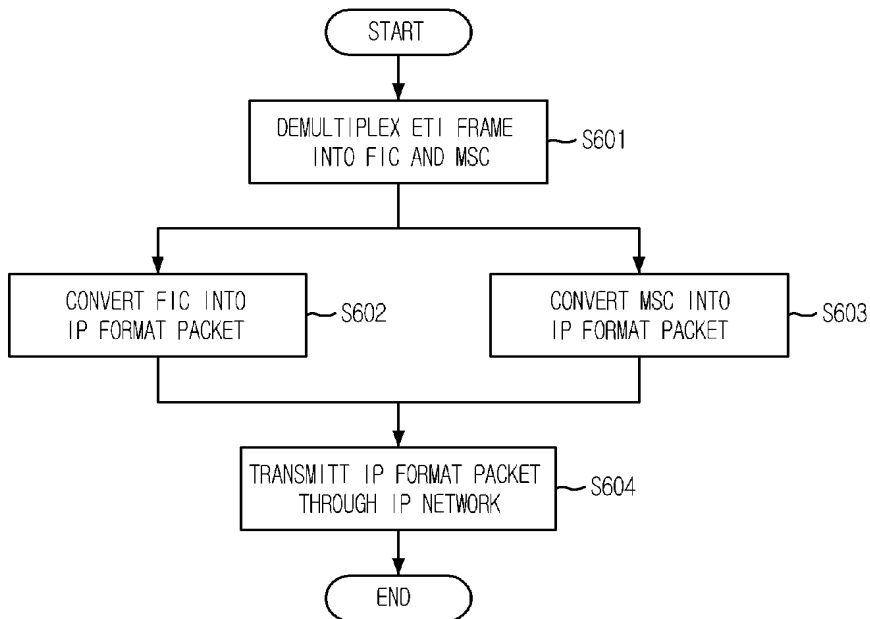 START
DEMULTIPLEX ETI FRAME
INTO FIC AND MSC
S601
CONVERT FIC INTO
IP FORMAT PACKET
S602
CONVERT MSC INTO
IP FORMAT PACKET
S603
TRANSMITT IP FORMAT PACKET
THROUGH IP NETWORK
S604
END